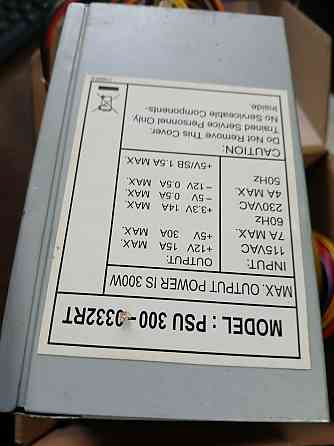 MODEL : PSU 300-0332RT
MAX. OUTPUT POWER IS 300W
INPUT:
115VAC
7A MAX.
60Hz
230VAC
4A MAX.
50Hz
OUTPUT:
+12V 15A MAX.
+5V 30A MAX.
+3.3V 14A MAX.
−5V 0.5A MAX.
−12V 0.5A MAX.
+5V/SB 1.5A MAX.
CAUTION:
Do Not Remove This Cover.
Trained Service Personnel Only.
No Serviceable Components-
Inside.